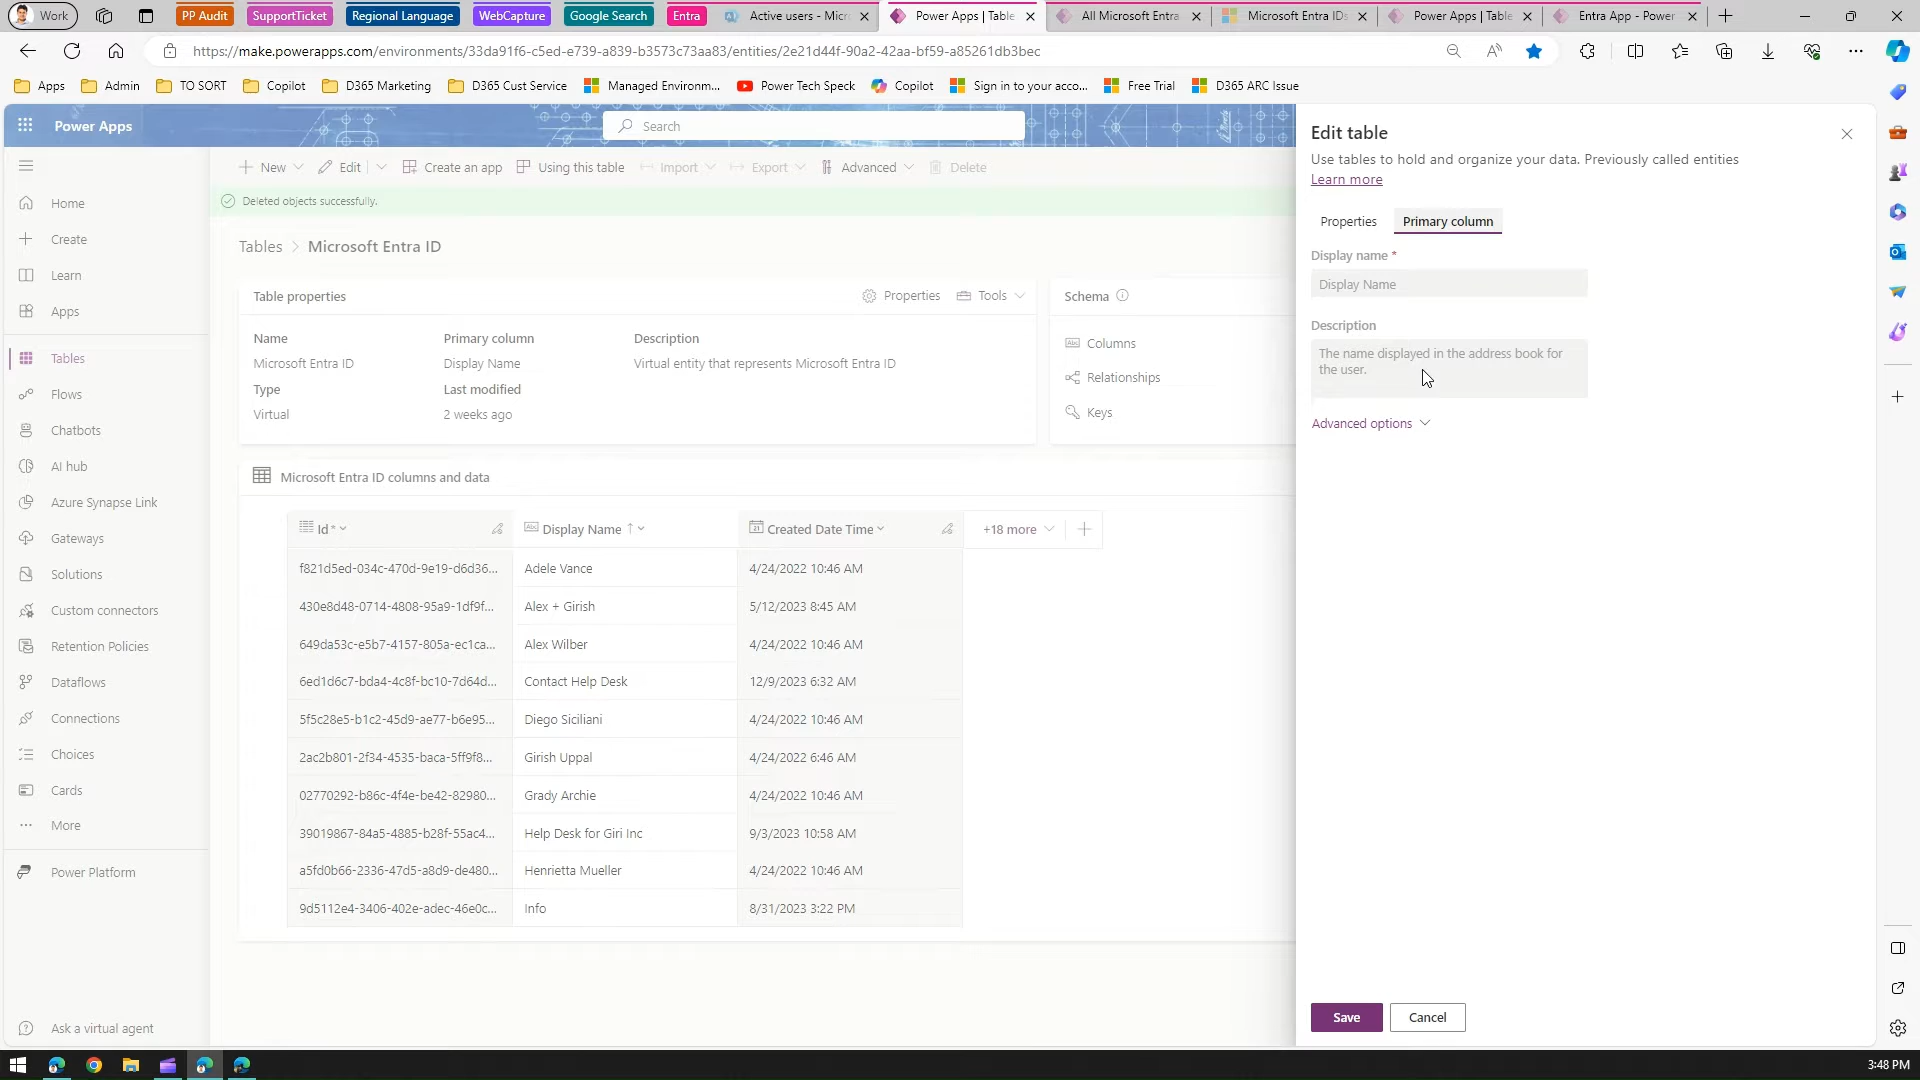 Work
PP Audit
SupportTicket
Regional Language
WebCapture
Google Search
Entra
Active users - Micr
Power Apps | Table
All Microsoft Entra
Microsoft Entra IDs
Power Apps | Table
Entra App - Power
https://make.powerapps.com/environments/33da91f6-c5ed-e739-a839-b3573c73aa83/entities/2e21d44f-90a2-42aa-bf59-a85261db3bec
Apps
Admin
TO SORT
Copilot
D365 Marketing
D365 Cust Service
Managed Environm...
Power Tech Speck
Copilot
Sign in to your acco...
Free Trial
D365 ARC Issue
Power Apps
Search
New
Edit
Create an app
Using this table
Import
Export
Advanced
Delete
Deleted objects successfully.
Tables > Microsoft Entra ID
Home
Create
Learn
Apps
Tables
Flows
Chatbots
AI hub
Azure Synapse Link
Gateways
Solutions
Custom connectors
Retention Policies
Dataflows
Connections
Choices
Cards
More
Power Platform
Ask a virtual agent
Table properties
Properties
Tools
Name
Primary column
Description
Microsoft Entra ID
Display Name
Virtual entity that represents Microsoft Entra ID
Type
Last modified
Virtual
2 weeks ago
Schema
Columns
Relationships
Keys
Microsoft Entra ID columns and data
Id *
Display Name ↑
Created Date Time
+18 more
f821d5ed-034c-470d-9e19-d6d36... Adele Vance 4/24/2022 10:46 AM
430e8d48-0714-4808-95a9-1df9f... Alex + Girish 5/12/2023 8:45 AM
649da53c-e5b7-4157-805a-ec1ca... Alex Wilber 4/24/2022 10:46 AM
6ed1d6c7-bda4-4c8f-bc10-7d64d... Contact Help Desk 12/9/2023 6:32 AM
5f5c28e5-b1c2-45d9-ae77-b6e95... Diego Siciliani 4/24/2022 10:46 AM
2ac2b801-2f34-4535-baca-5ff9f8... Girish Uppal 4/24/2022 6:46 AM
02770292-b86c-4f4e-be42-82980... Grady Archie 4/24/2022 10:46 AM
39019867-84a5-4885-b28f-55ac4... Help Desk for Giri Inc 9/3/2023 10:58 AM
a5fd0b66-2336-47d5-a8d9-de480... Henrietta Mueller 4/24/2022 10:46 AM
9d5112e4-3406-402e-adec-46e0c... Info 8/31/2023 3:22 PM
Edit table
Use tables to hold and organize your data. Previously called entities
Learn more
Properties
Primary column
Display name *
Display Name
Description
The name displayed in the address book for
the user.
Advanced options
Save
Cancel
3:48 PM